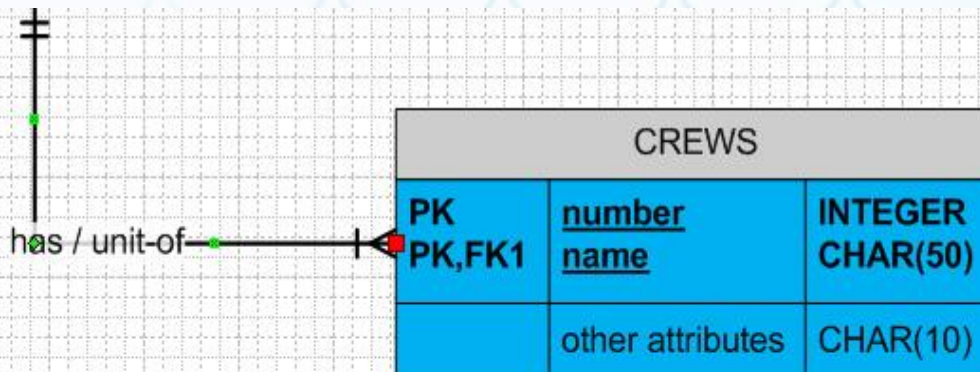 CREWS
PK number INTEGER
has / unit-of PK,FK1 name CHAR(50)
other attributes CHAR(10)